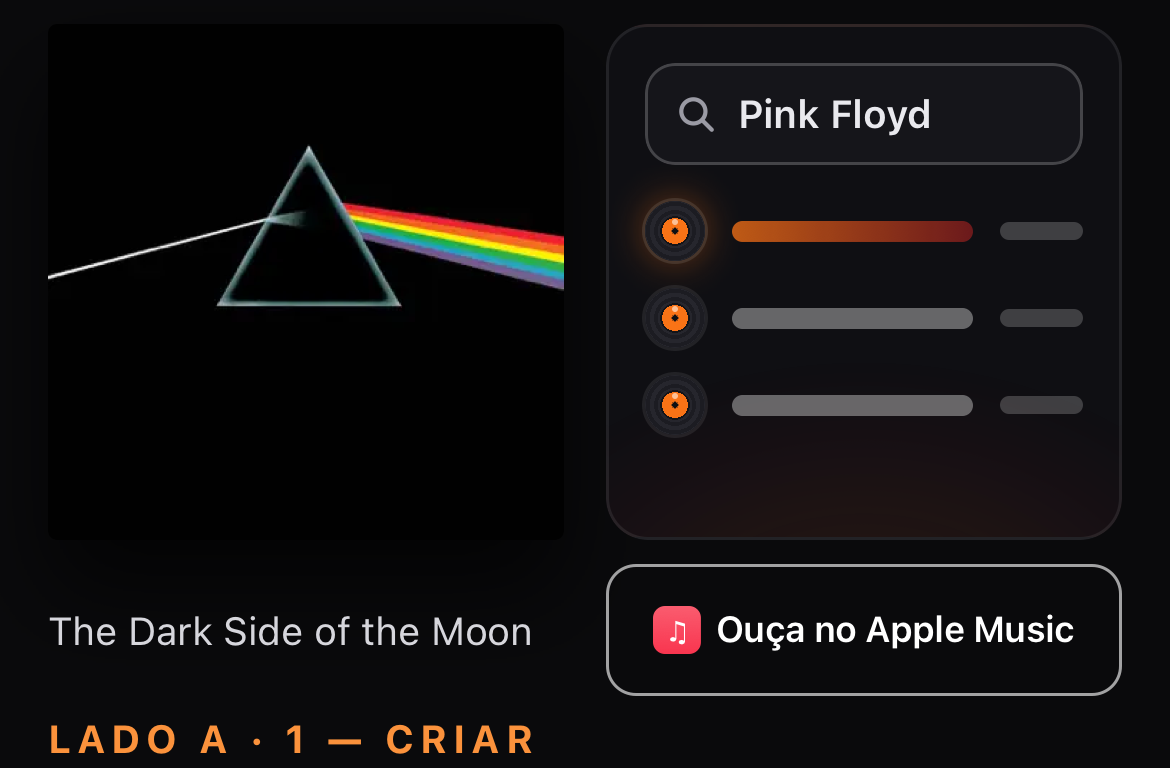 Pink Floyd
The Dark Side of the Moon
Ouça no Apple Music
LADO A · 1 — CRIAR